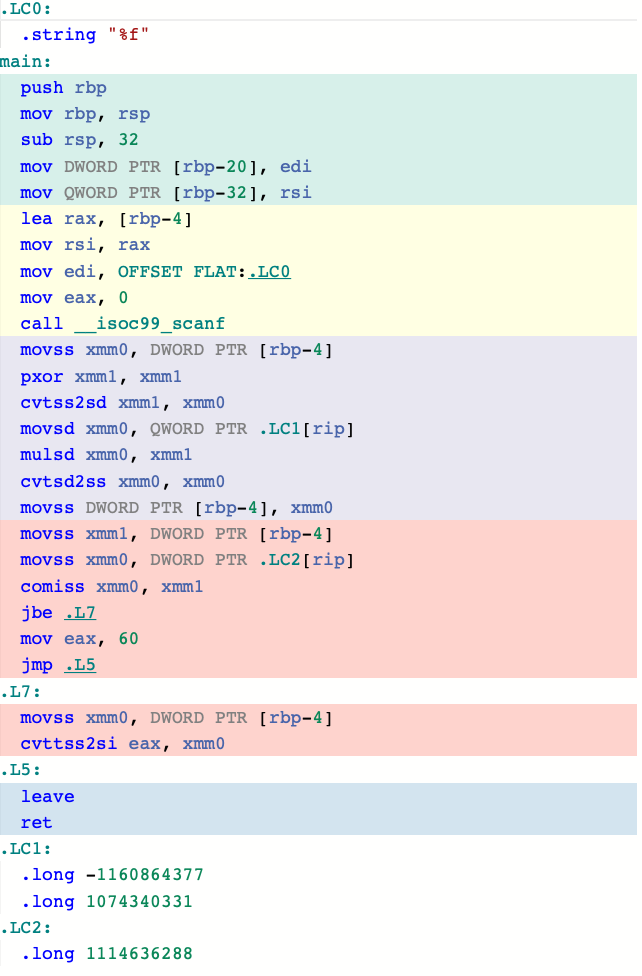 .LC0:
.string "%f"
main:
push rbp
mov rbp, rsp
sub rsp, 32
mov DWORD PTR [rbp-20], edi
mov QWORD PTR [rbp-32], rsi
lea rax, [rbp-4]
mov rsi, rax
mov edi, OFFSET FLAT:.LC0
mov eax, 0
call __isoc99_scanf
movss xmm0, DWORD PTR [rbp-4]
pxor xmm1, xmm1
cvtss2sd xmm1, xmm0
movsd xmm0, QWORD PTR .LC1[rip]
mulsd xmm0, xmm1
cvtsd2ss xmm0, xmm0
movss DWORD PTR [rbp-4], xmm0
movss xmm1, DWORD PTR [rbp-4]
movss xmm0, DWORD PTR .LC2[rip]
comiss xmm0, xmm1
jbe .L7
mov eax, 60
jmp .L5
.L7:
movss xmm0, DWORD PTR [rbp-4]
cvttss2si eax, xmm0
.L5:
leave
ret
.LC1:
.long -1160864377
.long 1074340331
.LC2:
.long 1114636288